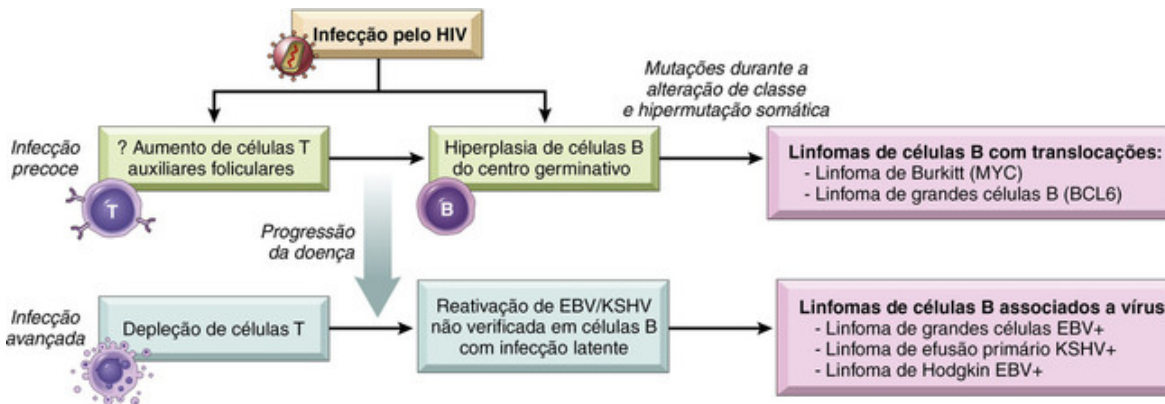 Infecção pelo HIV
Mutações durante a
alteração de classe
e hipermutação somática
Infecção
precoce
? Aumento de células T
auxiliares foliculares
T
Hiperplasia de células B
do centro germinativo
B
Linfomas de células B com translocações:
- Linfoma de Burkitt (MYC)
- Linfoma de grandes células B (BCL6)
Progressão
da doença
Infecção
avançada
Depleção de células T
Reativação de EBV/KSHV
não verificada em células B
com infecção latente
Linfomas de células B associados a vírus
- Linfoma de grandes células EBV+
- Linfoma de efusão primário KSHV+
- Linfoma de Hodgkin EBV+